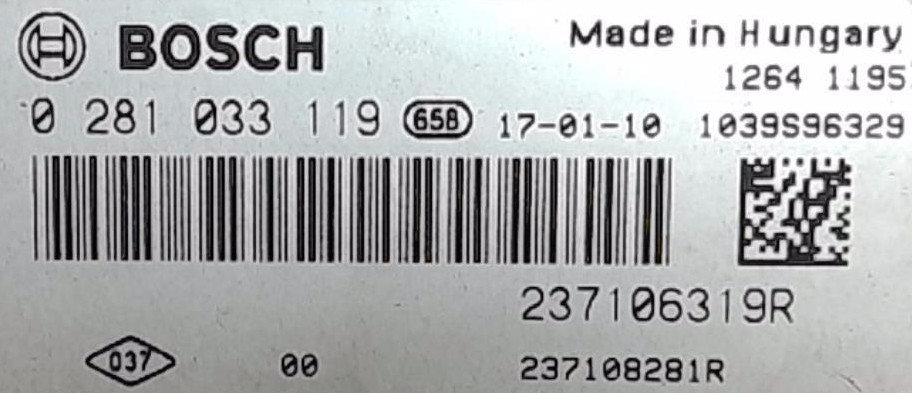 BOSCH Made in Hungary
1264 1195
0 281 033 119 658 17-01-10 1039S96329
237106319R
037 00 237108281R